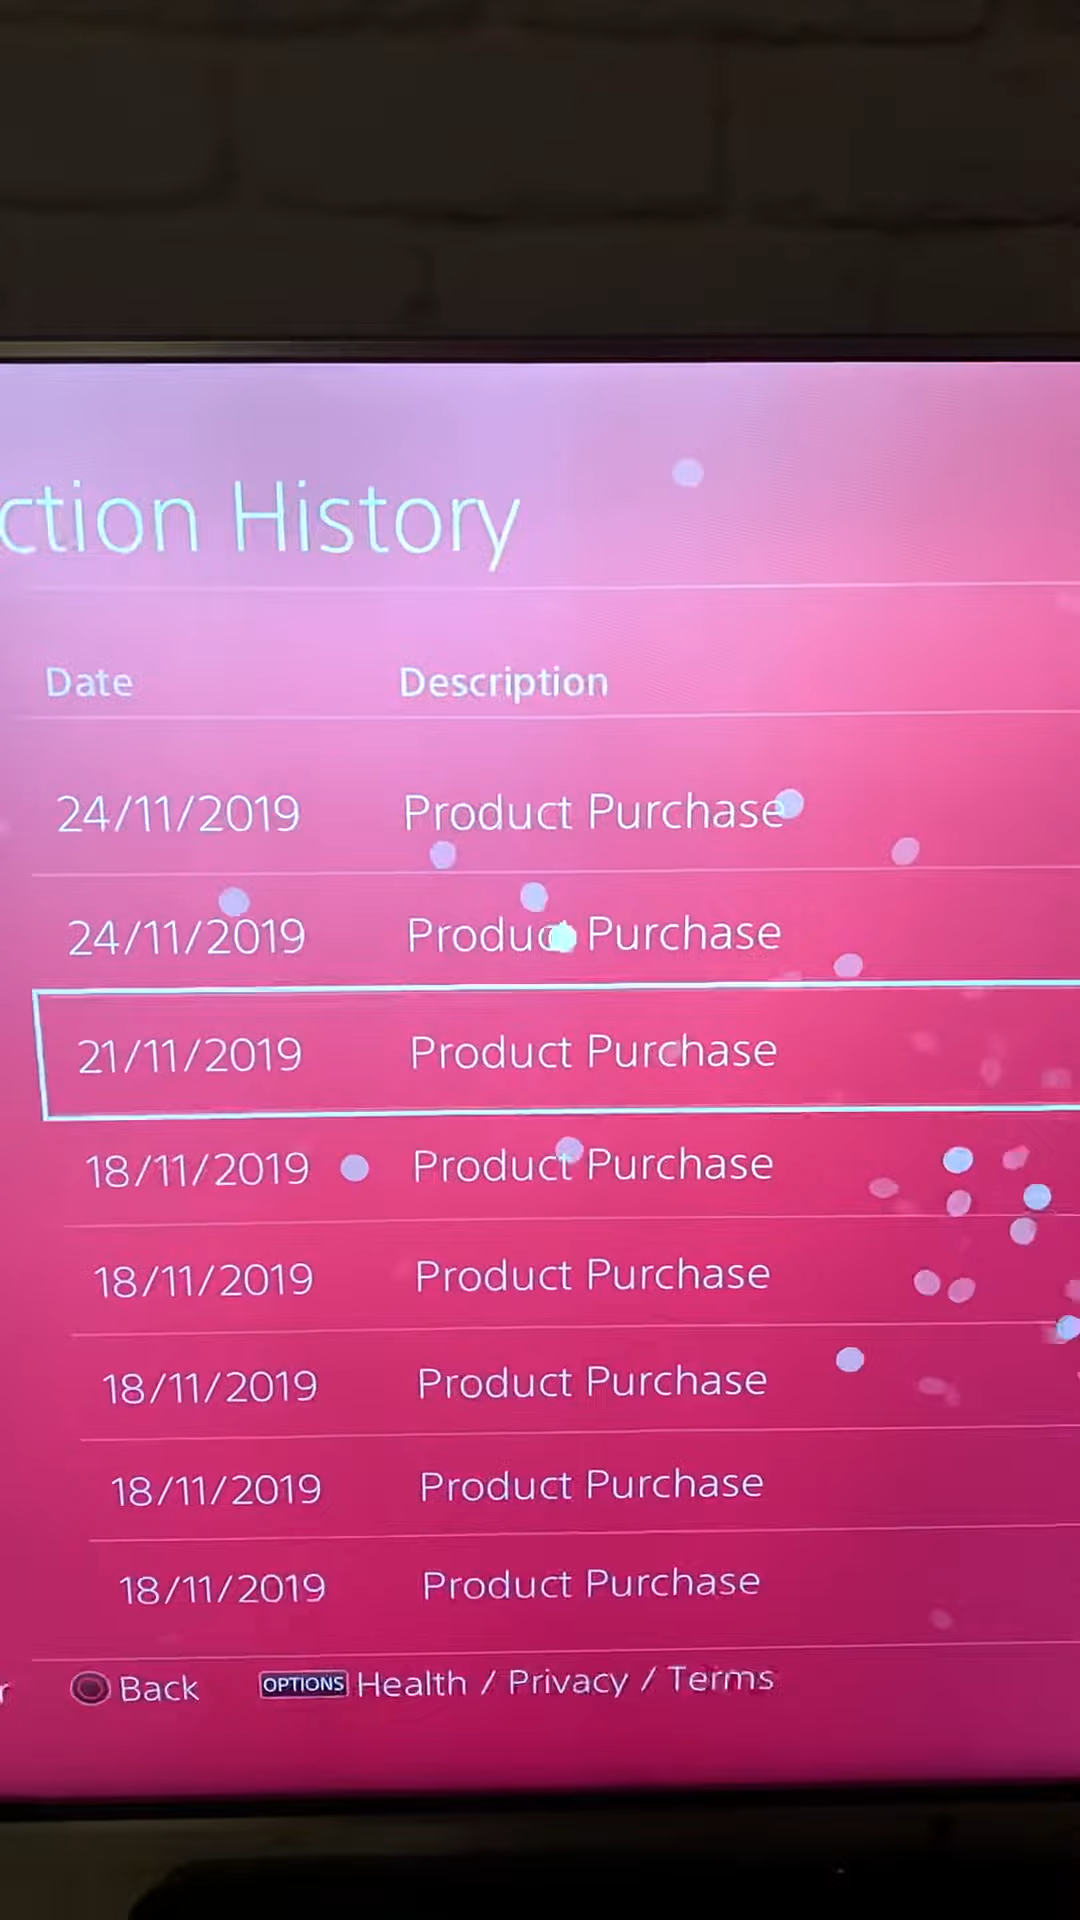 ction History
Date Description
24/11/2019 Product Purchase
24/11/2019 Product Purchase
21/11/2019 Product Purchase
18/11/2019 Product Purchase
18/11/2019 Product Purchase
18/11/2019 Product Purchase
18/11/2019 Product Purchase
18/11/2019 Product Purchase
r Back OPTIONS Health / Privacy / Terms